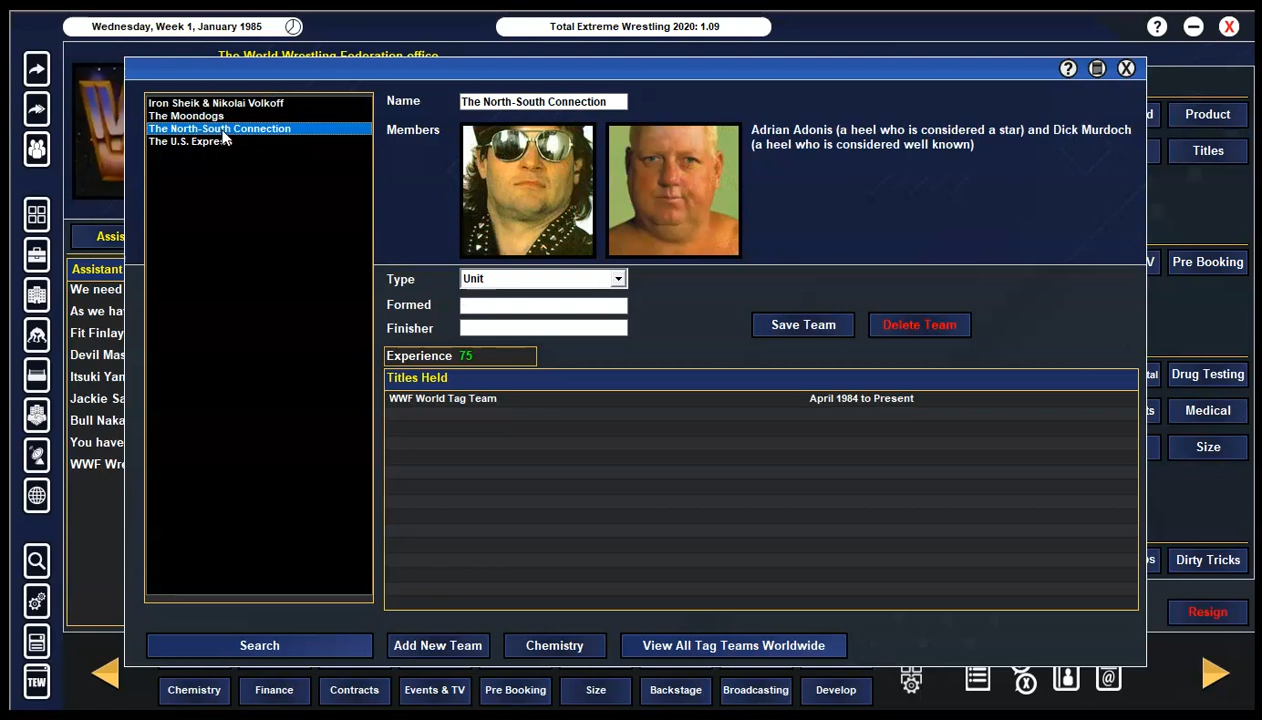 Wednesday, Week 1, January 1985
Total Extreme Wrestling 2020: 1.09
The World Wrestling Federation office
Iron Sheik & Nikolai Volkoff
The Moondogs
The North-South Connection
The U.S. Express
Name
The North-South Connection
Members
Adrian Adonis (a heel who is considered a star) and Dick Murdoch
(a heel who is considered well known)
Product
Titles
Assis
Assistant
We need
As we ha
Fit Finlay
Devil Mas
Itsuki Yan
Jackie Sa
Bull Naka
You have
WWF Wre
Pre Booking
Type
Unit
Formed
Finisher
Save Team
Delete Team
Experience 75
Titles Held
WWF World Tag Team
April 1984 to Present
Drug Testing
Medical
Size
Dirty Tricks
Resign
Search
Add New Team
Chemistry
View All Tag Teams Worldwide
TEW
Chemistry
Finance
Contracts
Events & TV
Pre Booking
Size
Backstage
Broadcasting
Develop